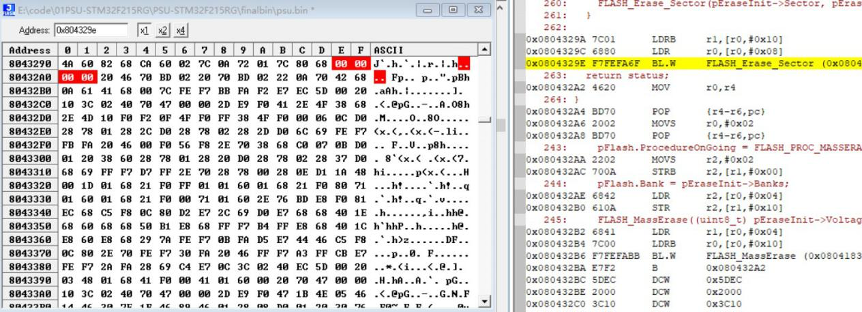 E:\code\01PSU-STM32F215RG\PSU-STM32F215RG\finalbin\psu.bin *
Address: 0x804329e x1 x2 x4
Address 0 1 2 3 4 5 6 7 8 9 A B C D E F ASCII
8043290 4A 60 82 68 CA 60 02 7C 0A 72 01 7C 80 68 00 00
80432A0 00 00 20 46 70 BD 02 20 70 BD 02 22 0A 70 42 68
80432B0 0A 61 41 68 00 7C FE F7 BB FA F2 E7 EC 5D 00 20
80432C0 10 3C 02 40 70 47 00 00 2D E9 F0 41 2E 4F 38 68
80432D0 2E 4D 10 F0 F2 0F 4F F0 FF 38 4F F0 00 06 0C D0
80432E0 28 78 01 28 2C D0 28 78 02 28 2D D0 6C 69 FE F7
80432F0 FB FA 20 46 00 F0 56 F8 2E 70 38 68 C0 07 0B D0
8043300 01 20 38 60 28 78 01 28 20 D0 28 78 02 28 37 D0
8043310 68 69 FF F7 D7 FF 2E 70 28 78 00 28 0E D1 1A 48
8043320 00 1D 01 68 21 F0 FF 01 01 60 01 68 21 F0 80 71
8043330 01 60 01 68 21 F0 00 71 01 60 2E 76 BD E8 F0 81
8043340 EC 68 C5 F8 0C 80 D2 E7 2C 69 D0 E7 68 68 40 1E
8043350 68 60 68 68 50 B1 E8 68 FF F7 B4 FF E8 68 40 1C
8043360 E8 60 E8 68 29 7A FE F7 0B FA D5 E7 44 46 C5 F8
8043370 0C 80 2E 70 FE F7 30 FA 20 46 FF F7 A3 FF CB E7
8043380 FE F7 2A FA 28 69 C4 E7 0C 3C 02 40 EC 5D 00 20
8043390 03 48 01 68 41 F0 00 41 01 60 00 20 70 47 00 00
80433A0 10 3C 02 40 70 47 00 00 2D E9 F0 47 1B 4E 05 46
260: FLASH_Erase_Sector(pEraseInit->Sector, pEras
261: }
262:
0x0804329A 7C01 LDRB r1,[r0,#0x10]
0x0804329C 6880 LDR r0,[r0,#0x08]
0x0804329E F7FEFA6F BL.W FLASH_Erase_Sector (0x0
263: return status;
0x080432A2 4620 MOV r0,r4
264: }
0x080432A4 BD70 POP {r4-r6,pc}
0x080432A6 2002 MOVS r0,#0x02
0x080432A8 BD70 POP {r4-r6,pc}
243: pFlash.ProcedureOnGoing = FLASH_PROC_MASSERA
0x080432AA 2202 MOVS r2,#0x02
0x080432AC 700A STRB r2,[r1,#0x00]
244: pFlash.Bank = pEraseInit->Banks;
0x080432AE 6842 LDR r2,[r0,#0x04]
0x080432B0 610A STR r2,[r1,#0x10]
245: FLASH_MassErase((uint8_t) pEraseInit->Voltag
0x080432B2 6841 LDR r1,[r0,#0x04]
0x080432B4 7C00 LDRB r0,[r0,#0x10]
0x080432B6 F7FEFABB BL.W FLASH_MassErase (0x0804183
0x080432BA E7F2 B 0x080432A2
0x080432BC 5DEC DCW 0x5DEC
0x080432BE 2000 DCW 0x2000
0x080432C0 3C10 DCW 0x3C10